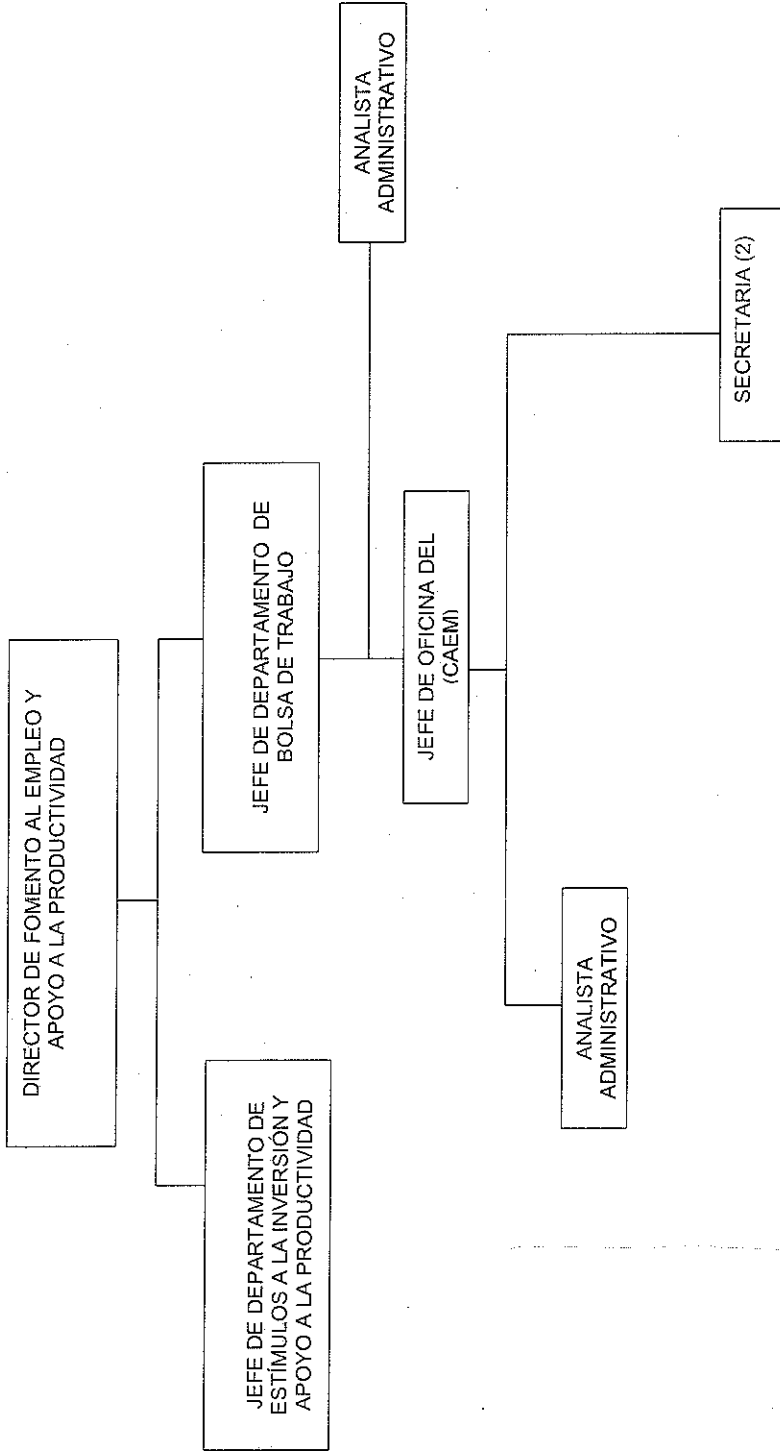 DIRECTOR DE FOMENTO AL EMPLEO Y
APOYO A LA PRODUCTIVIDAD
JEFE DE DEPARTAMENTO DE
ESTÍMULOS A LA INVERSIÓN Y
APOYO A LA PRODUCTIVIDAD
JEFE DE DEPARTAMENTO DE
BOLSA DE TRABAJO
ANALISTA
ADMINISTRATIVO
JEFE DE OFICINA DEL
(CAEM)
ANALISTA
ADMINISTRATIVO
SECRETARIA (2)